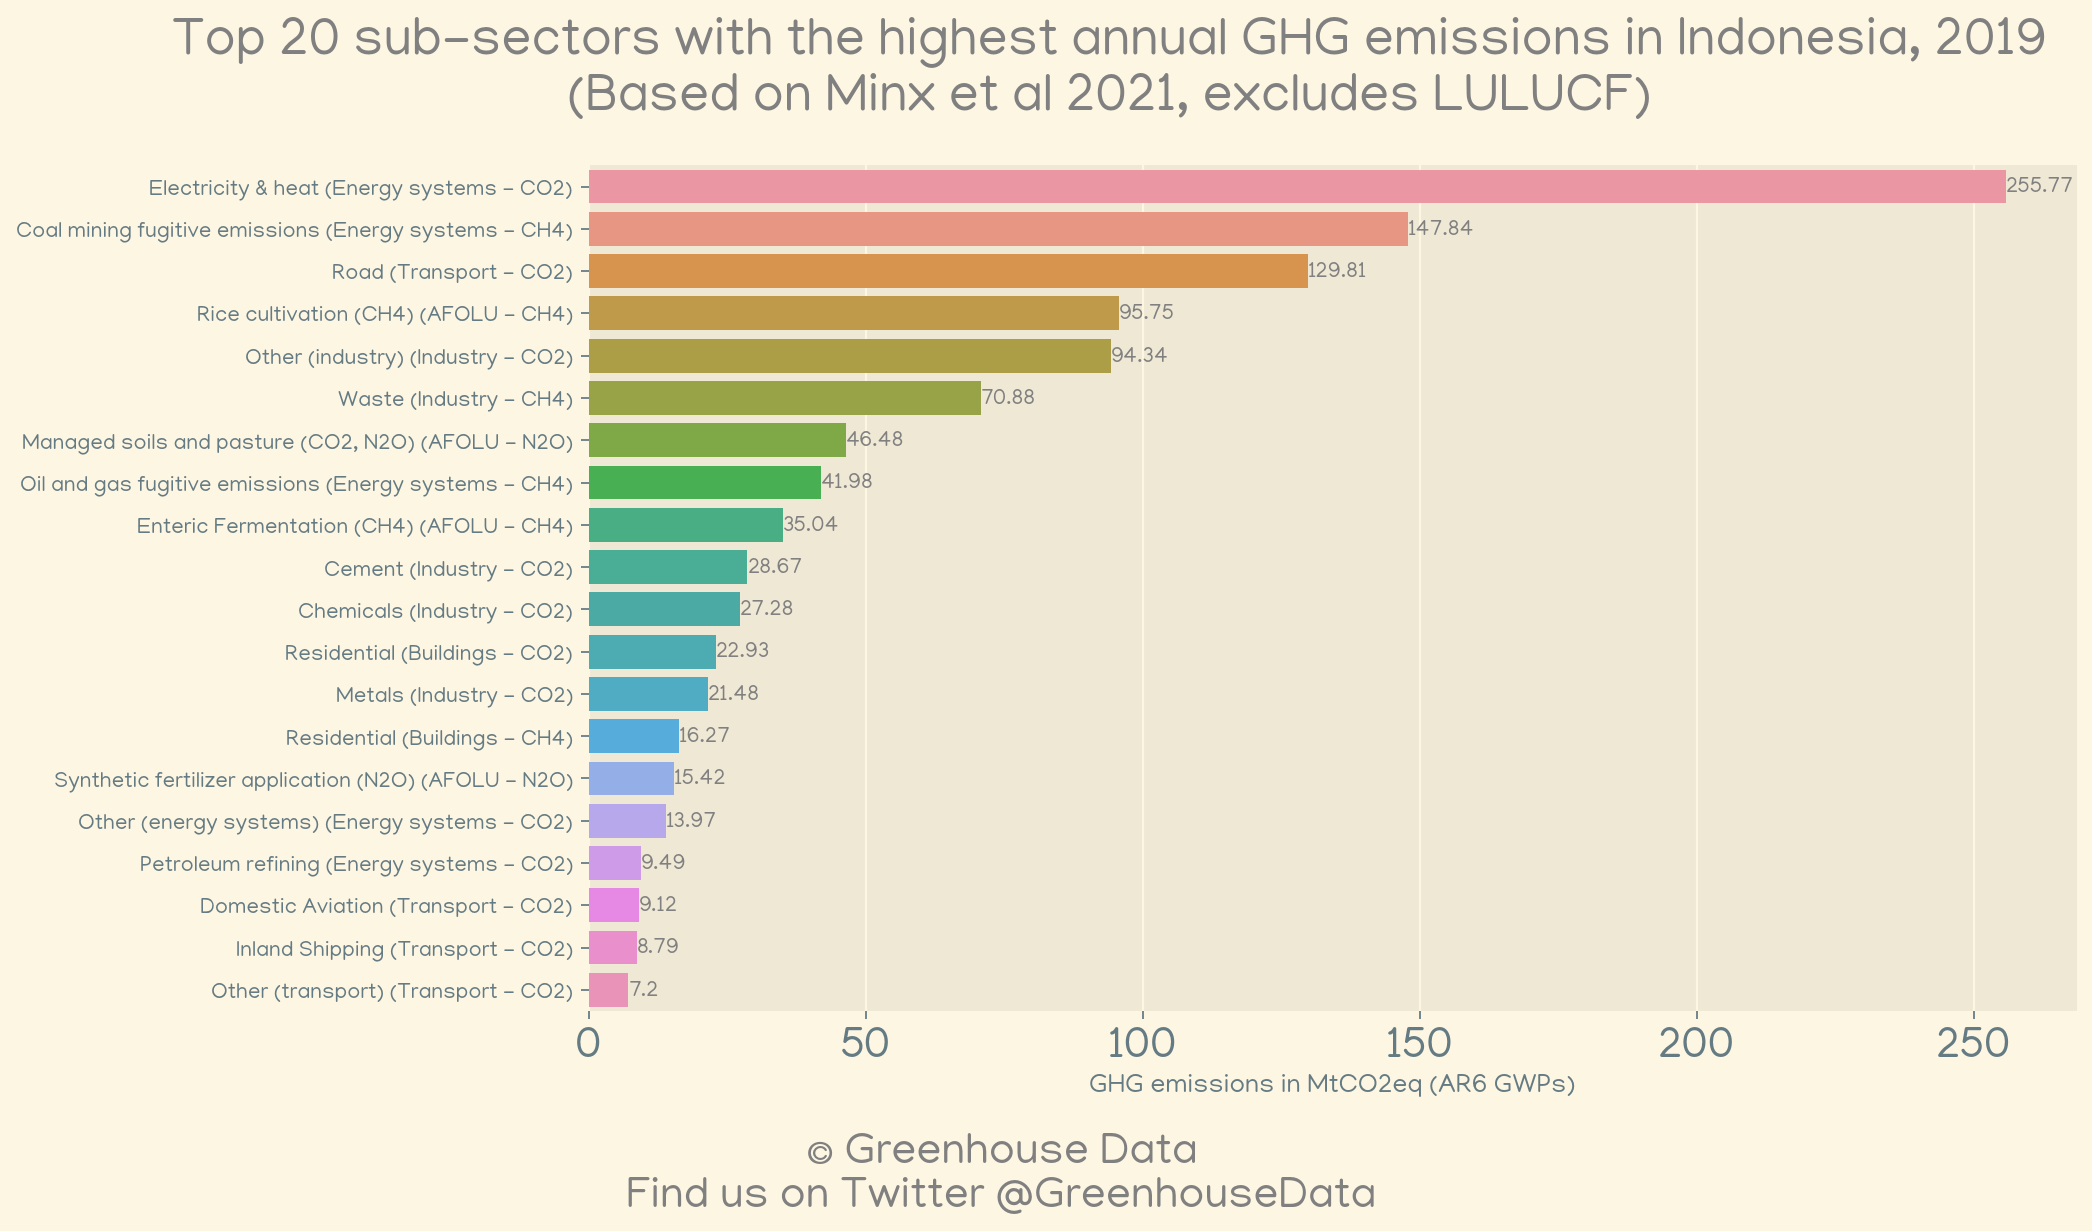 Top 20 sub-sectors with the highest annual GHG emissions in Indonesia, 2019
(Based on Minx et al 2021, excludes LULUCF)
Electricity & heat (Energy systems - CO2) 255.77
Coal mining fugitive emissions (Energy systems - CH4) 147.84
Road (Transport - CO2) 129.81
Rice cultivation (CH4) (AFOLU - CH4) 95.75
Other (industry) (Industry - CO2) 94.34
Waste (Industry - CH4) 70.88
Managed soils and pasture (CO2, N2O) (AFOLU - N2O) 46.48
Oil and gas fugitive emissions (Energy systems - CH4) 41.98
Enteric Fermentation (CH4) (AFOLU - CH4) 35.04
Cement (Industry - CO2) 28.67
Chemicals (Industry - CO2) 27.28
Residential (Buildings - CO2) 22.93
Metals (Industry - CO2) 21.48
Residential (Buildings - CH4) 16.27
Synthetic fertilizer application (N2O) (AFOLU - N2O) 15.42
Other (energy systems) (Energy systems - CO2) 13.97
Petroleum refining (Energy systems - CO2) 9.49
Domestic Aviation (Transport - CO2) 9.12
Inland Shipping (Transport - CO2) 8.79
Other (transport) (Transport - CO2) 7.2
0 50 100 150 200 250
GHG emissions in MtCO2eq (AR6 GWPs)
© Greenhouse Data
Find us on Twitter @GreenhouseData